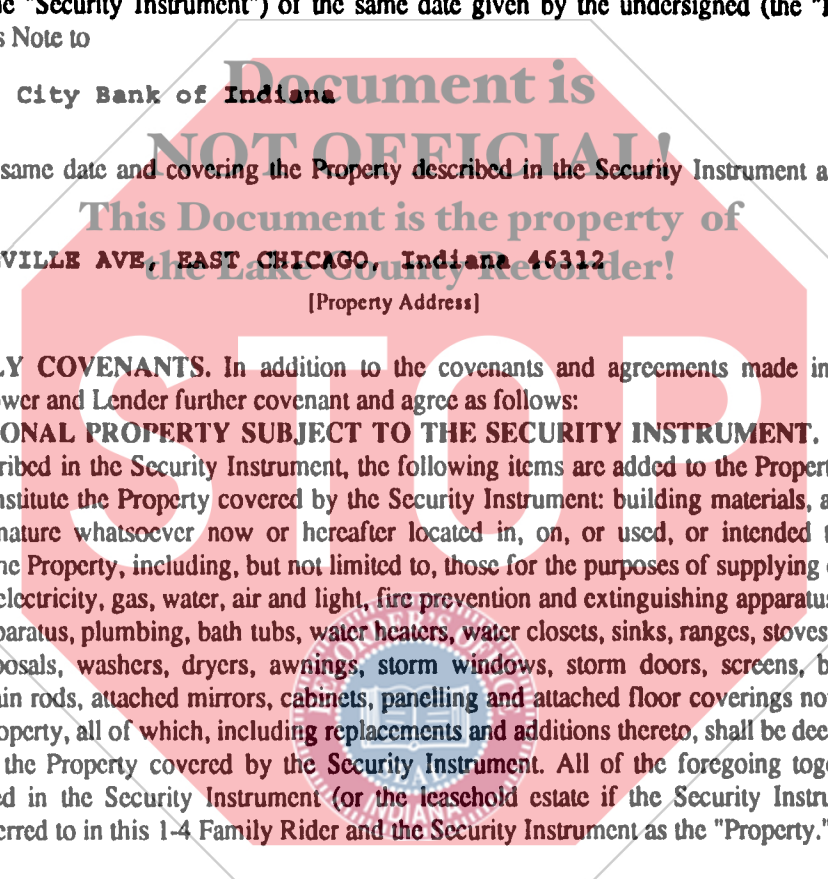 e "Security Instrument") of the same date given by the undersigned (the "
s Note to
City Bank of Indiana
Document is
NOT OFFICIAL!
same date and covering the Property described in the Security Instrument a
This Document is the property of
VILLE AVE, EAST CHICAGO, Indiana 46312
the Lake County Recorder!
[Property Address]
STOP
LY COVENANTS. In addition to the covenants and agreements made in
ower and Lender further covenant and agree as follows:
ONAL PROPERTY SUBJECT TO THE SECURITY INSTRUMENT.
ribed in the Security Instrument, the following items are added to the Propert
nstitute the Property covered by the Security Instrument: building materials, a
nature whatsoever now or hereafter located in, on, or used, or intended t
ne Property, including, but not limited to, those for the purposes of supplying
electricity, gas, water, air and light, fire prevention and extinguishing apparatus
paratus, plumbing, bath tubs, water heaters, water closets, sinks, ranges, stoves
posals, washers, dryers, awnings, storm windows, storm doors, screens, b
ain rods, attached mirrors, cabinets, panelling and attached floor coverings no
operty, all of which, including replacements and additions thereto, shall be dee
the Property covered by the Security Instrument. All of the foregoing toge
ed in the Security Instrument (or the leasehold estate if the Security Instru
erred to in this 1-4 Family Rider and the Security Instrument as the "Property."
RECORDER'S OFFICE
INDIANA